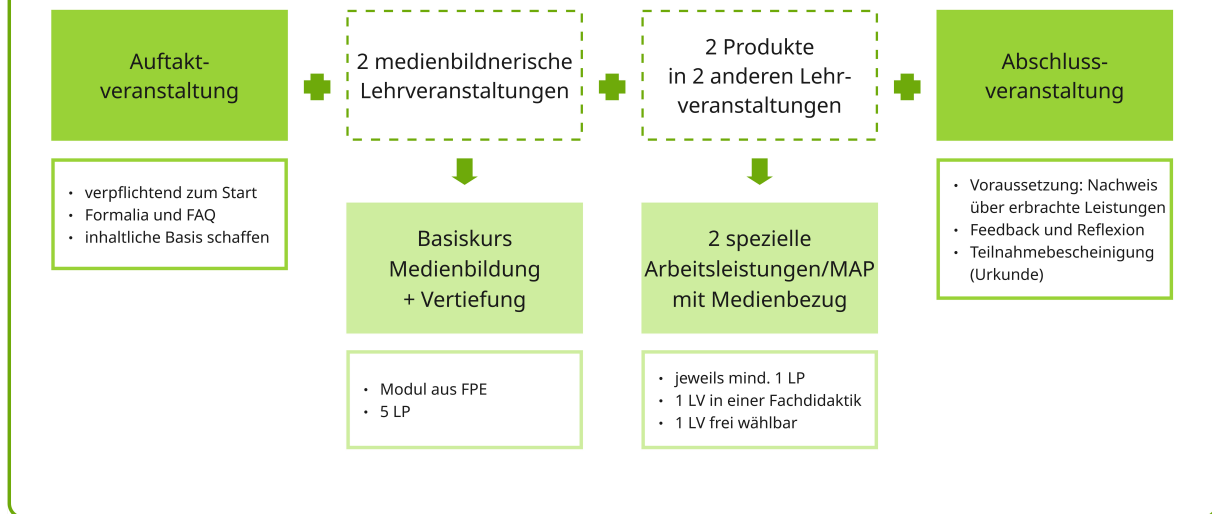 Auftakt-
veranstaltung
• verpflichtend zum Start
• Formalia und FAQ
• inhaltliche Basis schaffen
2 medienbildnerische
Lehrveranstaltungen
Basiskurs
Medienbildung
+ Vertiefung
• Modul aus FPE
• 5 LP
2 Produkte
in 2 anderen Lehr-
veranstaltungen
2 spezielle
Arbeitsleistungen/MAP
mit Medienbezug
• jeweils mind. 1 LP
• 1 LV in einer Fachdidaktik
• 1 LV frei wählbar
Abschluss-
veranstaltung
• Voraussetzung: Nachweis
über erbrachte Leistungen
• Feedback und Reflexion
• Teilnahmebescheinigung
(Urkunde)